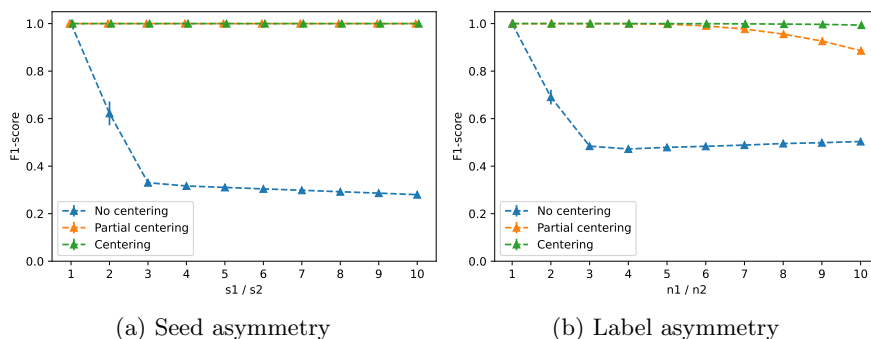 1.0
0.8
0.6
0.4
0.2
0.0
F1-score
No centering
Partial centering
Centering
1 2 3 4 5 6 7 8 9 10
s1 / s2
(a) Seed asymmetry
1.0
0.8
0.6
0.4
0.2
0.0
F1-score
No centering
Partial centering
Centering
1 2 3 4 5 6 7 8 9 10
n1 / n2
(b) Label asymmetry